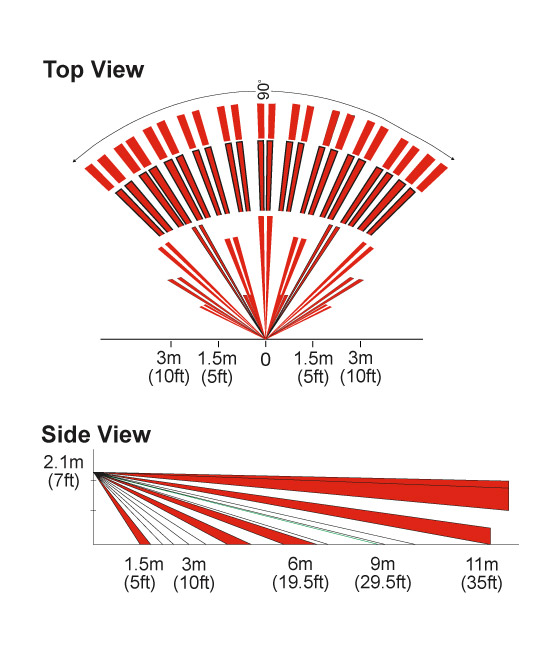 Top View
90°
3m 1.5m 0 1.5m 3m
(10ft) (5ft) (5ft) (10ft)
Side View
2.1m
(7ft)
1.5m 3m 6m 9m 11m
(5ft) (10ft) (19.5ft) (29.5ft) (35ft)